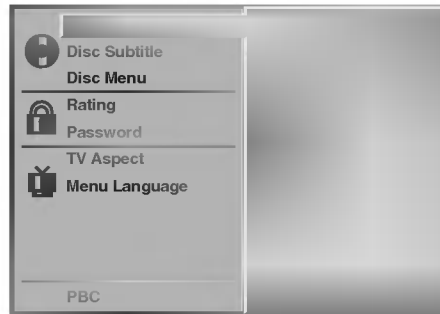 Disc Subtitle
Disc Menu
Rating
Password
TV Aspect
Menu Language
PBC